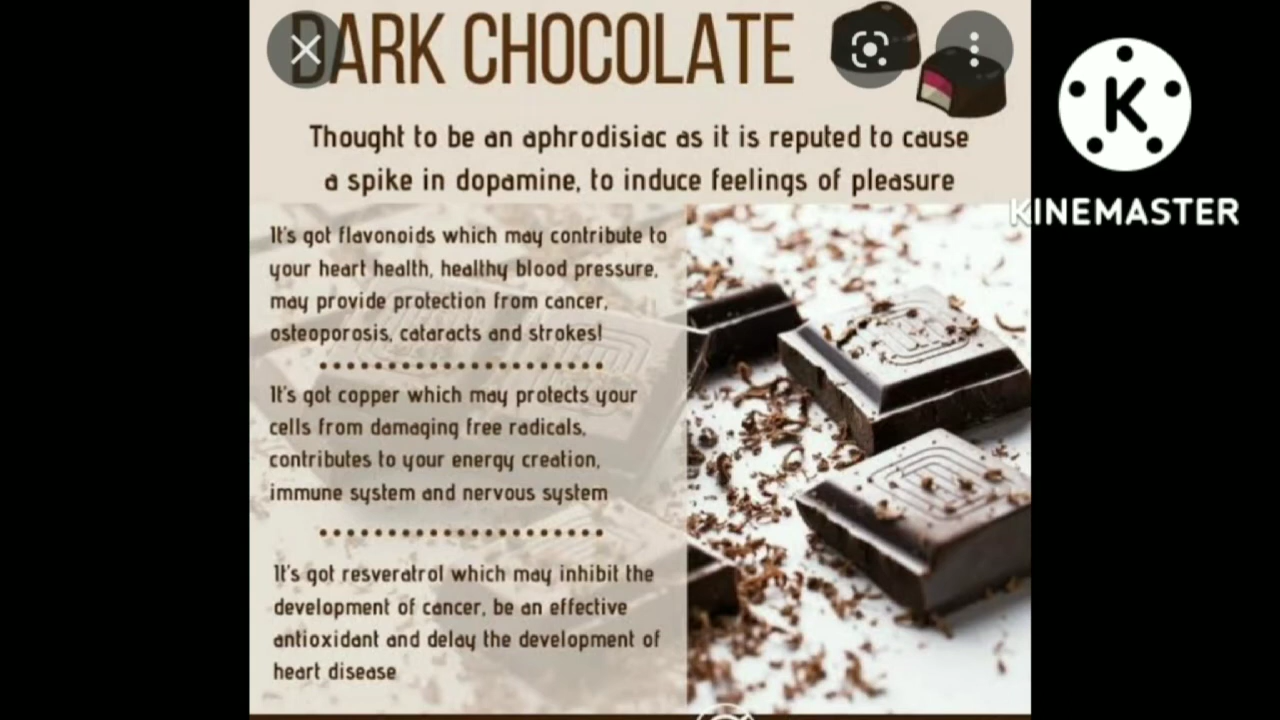 DARK CHOCOLATE
Thought to be an aphrodisiac as it is reputed to cause
a spike in dopamine, to induce feelings of pleasure
It's got flavonoids which may contribute to
your heart health, healthy blood pressure,
may provide protection from cancer,
osteoporosis, cataracts and strokes!
It's got copper which may protects your
cells from damaging free radicals,
contributes to your energy creation,
immune system and nervous system
It's got resveratrol which may inhibit the
development of cancer, be an effective
antioxidant and delay the development of
heart disease
K
KINEMASTER